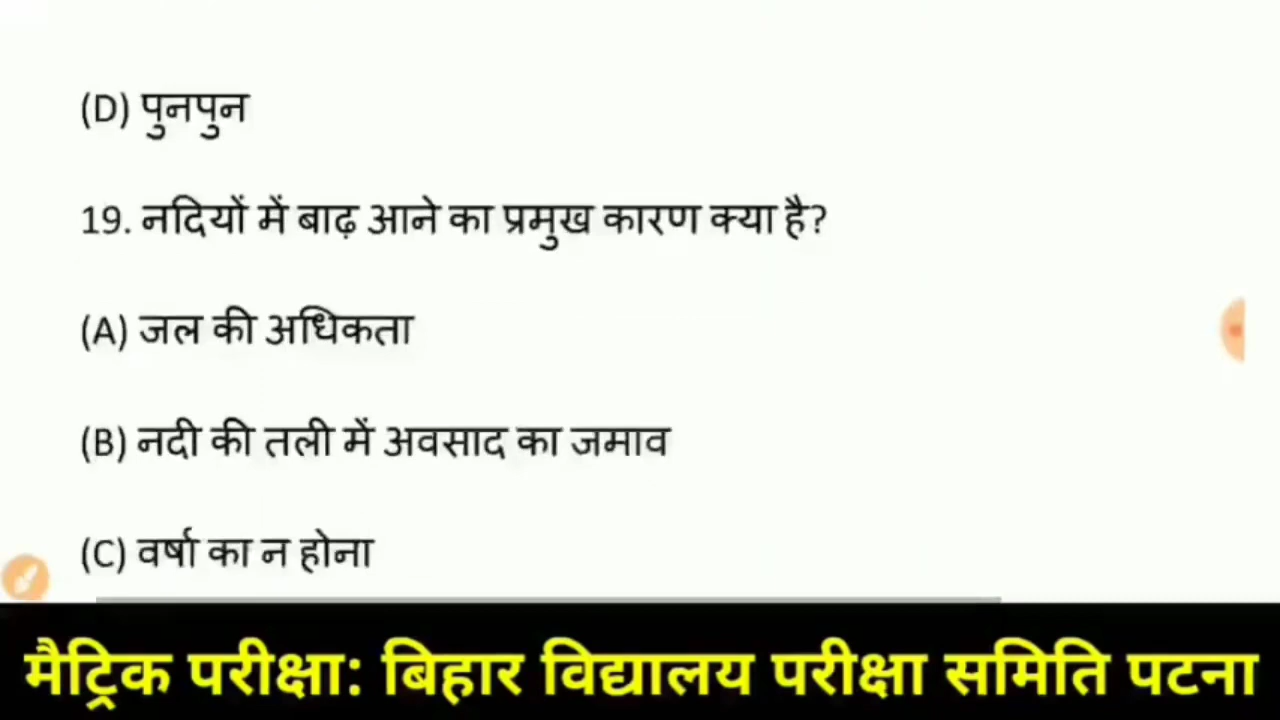 (D) पुनपुन
19. नदियों में बाढ़ आने का प्रमुख कारण क्या है?
(A) जल की अधिकता
(B) नदी की तली में अवसाद का जमाव
(C) वर्षा का न होना
मैट्रिक परीक्षा: बिहार विद्यालय परीक्षा समिति पटना